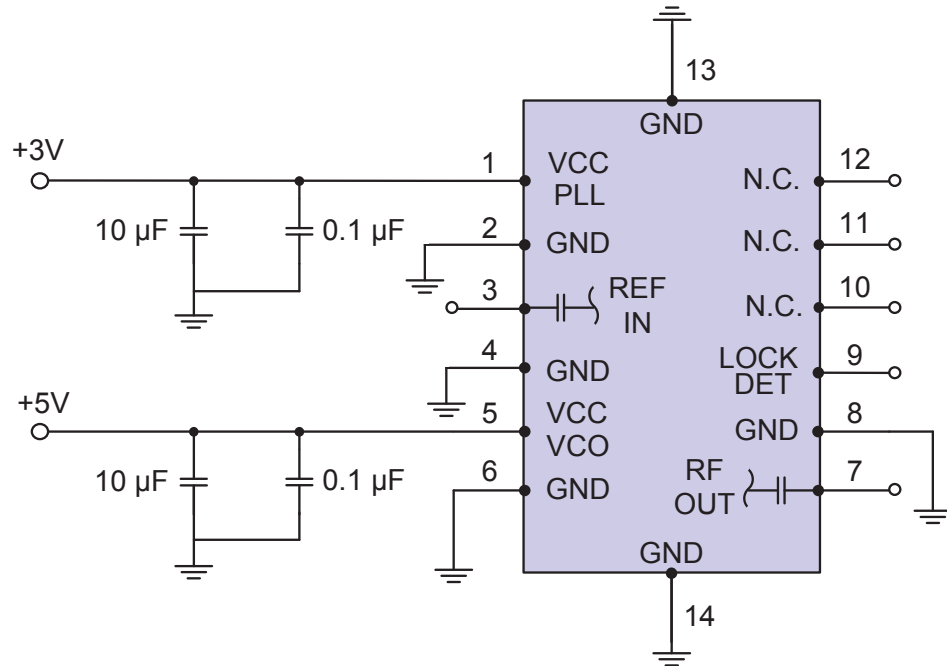 13
GND
+3V
1
VCC
PLL
N.C.
12
10 µF
0.1 µF
2
GND
N.C.
11
3
REF
IN
N.C.
10
4
GND
LOCK
DET
9
+5V
5
VCC
VCO
GND
8
10 µF
0.1 µF
6
GND
RF
OUT
7
GND
14